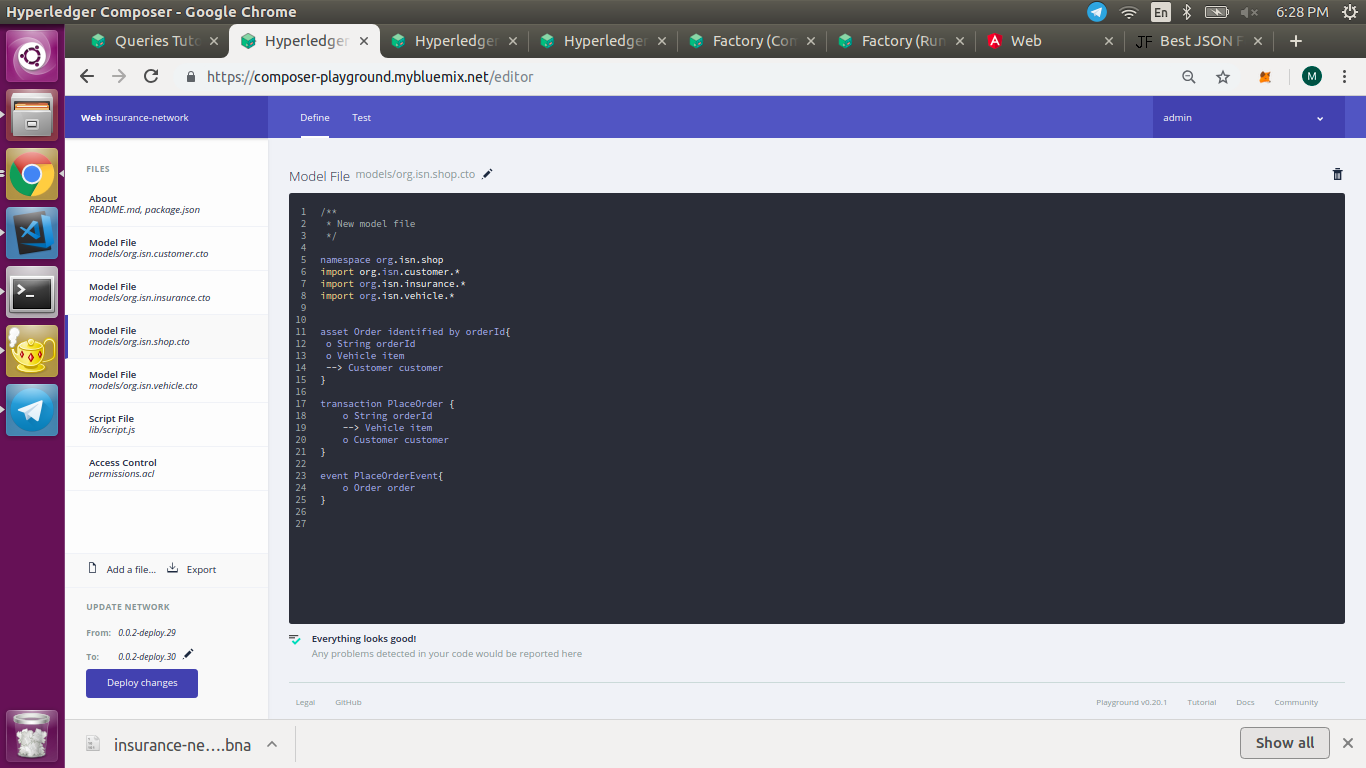 Hyperledger Composer - Google Chrome
En
6:28 PM
Queries Tuto
Hyperledger
Hyperledger
Hyperledger
Factory (Com
Factory (Run
Web
JF Best JSON F
https://composer-playground.mybluemix.net/editor
M
Web insurance-network
Define
Test
admin
FILES
About
README.md, package.json
Model File
models/org.isn.customer.cto
Model File
models/org.isn.insurance.cto
Model File
models/org.isn.shop.cto
Model File
models/org.isn.vehicle.cto
Script File
lib/script.js
Access Control
permissions.acl
Add a file...
Export
UPDATE NETWORK
From: 0.0.2-deploy.29
To: 0.0.2-deploy.30
Deploy changes
Model File models/org.isn.shop.cto
1 /**
2 * New model file
3 */
4
5 namespace org.isn.shop
6 import org.isn.customer.*
7 import org.isn.insurance.*
8 import org.isn.vehicle.*
9
10
11 asset Order identified by orderId{
12 o String orderId
13 o Vehicle item
14 --> Customer customer
15 }
16
17 transaction PlaceOrder {
18 o String orderId
19 --> Vehicle item
20 o Customer customer
21 }
22
23 event PlaceOrderEvent{
24 o Order order
25 }
26
27
Everything looks good!
Any problems detected in your code would be reported here
Legal
GitHub
Playground v0.20.1
Tutorial
Docs
Community
insurance-ne....bna
Show all